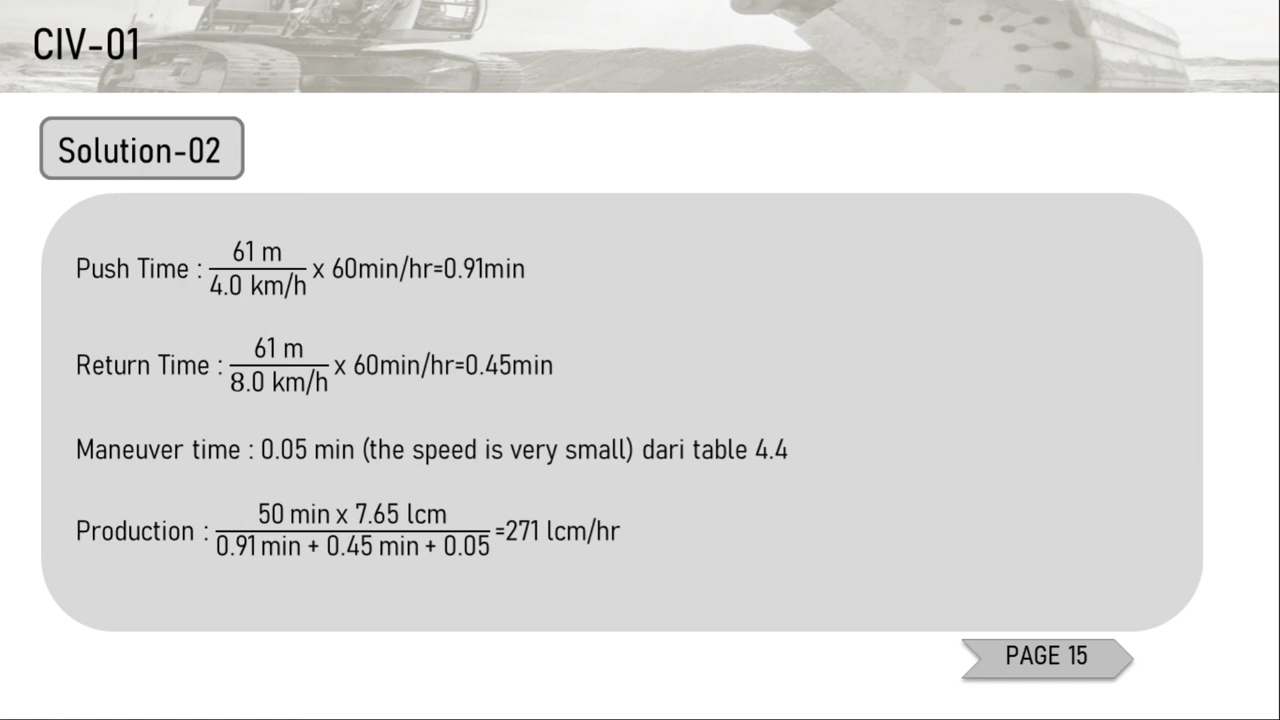 CIV-01
Solution-02
Push Time : 61 m / 4.0 km/h x 60min/hr=0.91min
Return Time : 61 m / 8.0 km/h x 60min/hr=0.45min
Maneuver time : 0.05 min (the speed is very small) dari table 4.4
Production : 50 min x 7.65 lcm / 0.91 min + 0.45 min + 0.05 =271 lcm/hr
PAGE 15